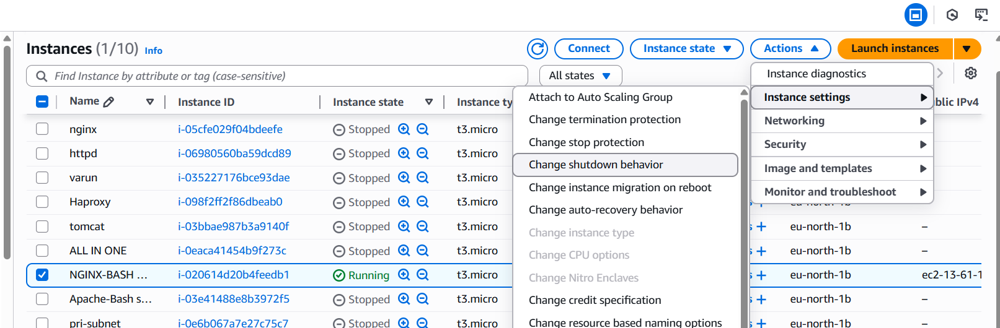 Instances (1/10) Info
Connect
Instance state
Actions
Launch instances
Find Instance by attribute or tag (case-sensitive)
All states
Name
Instance ID
Instance state
Instance ty
blic IPv4
nginx i-05cfe029f04bdeefe Stopped t3.micro
httpd i-06980560ba59dcd89 Stopped t3.micro
varun i-035227176bce93dae Stopped t3.micro
Haproxy i-098f2ff2f86dbeab0 Stopped t3.micro eu-north-1b
tomcat i-03bbae987b3a9140f Stopped t3.micro eu-north-1b –
ALL IN ONE i-0eaca41454b9f273c Stopped t3.micro eu-north-1b –
NGINX-BASH ... i-020614d20b4feedb1 Running t3.micro eu-north-1b ec2-13-61-1
Apache-Bash s... i-03e41488e8b3972f5 Stopped t3.micro eu-north-1b –
pri-subnet i-0e6b067a7e27c75c7 Stopped t3.micro eu-north-1b –
Attach to Auto Scaling Group
Change termination protection
Change stop protection
Change shutdown behavior
Change instance migration on reboot
Change auto-recovery behavior
Change instance type
Change CPU options
Change Nitro Enclaves
Change credit specification
Change resource based naming options
Instance diagnostics
Instance settings
Networking
Security
Image and templates
Monitor and troubleshoot